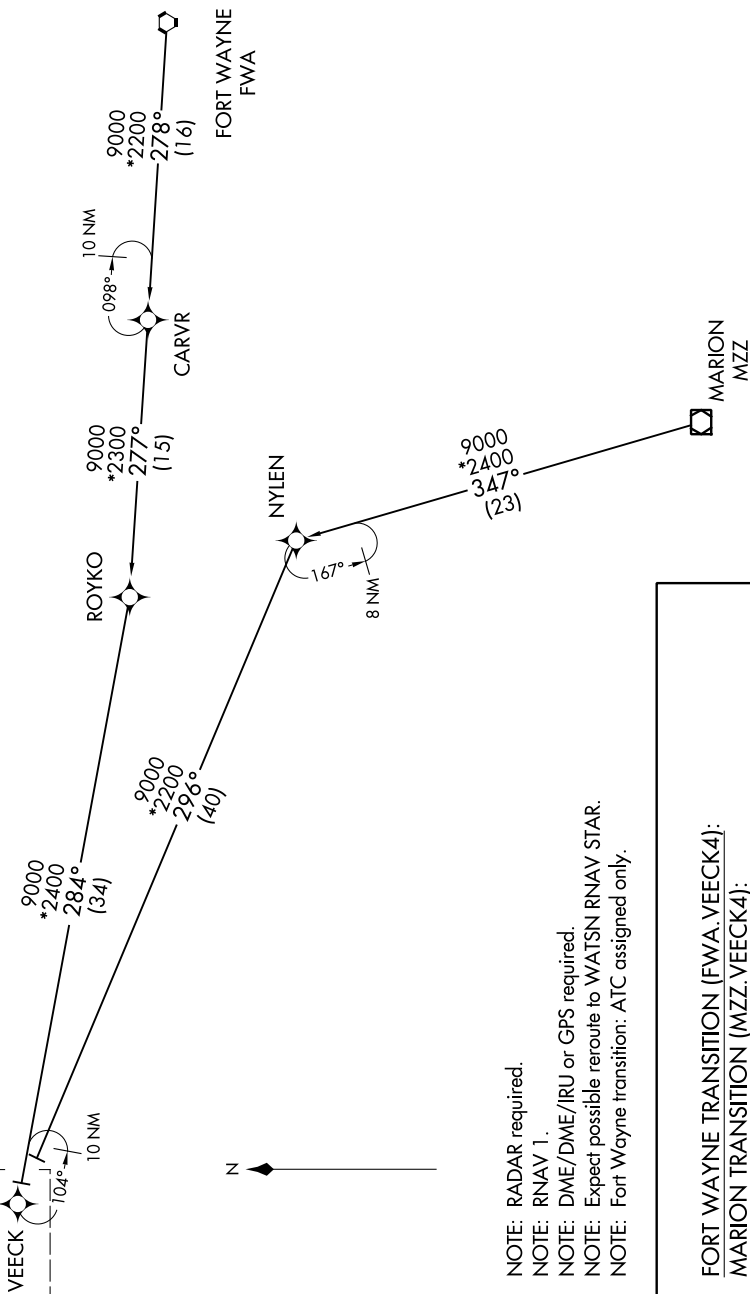 FORT WAYNE
FWA
9000
*2200
278°
(16)
10 NM
098°
CARVR
9000
*2300
277°
(15)
ROYKO
NYLEN
9000
*2400
347°
(23)
MARION
MZZ
167°
8 NM
9000
*2400
284°
(34)
9000
*2200
296°
(40)
VEECK
104°
10 NM
N
NOTE: RADAR required.
NOTE: RNAV 1.
NOTE: DME/DME/IRU or GPS required.
NOTE: Expect possible reroute to WATSN RNAV STAR.
NOTE: Fort Wayne transition: ATC assigned only.
FORT WAYNE TRANSITION (FWA.VEECK4):
MARION TRANSITION (MZZ.VEECK4):